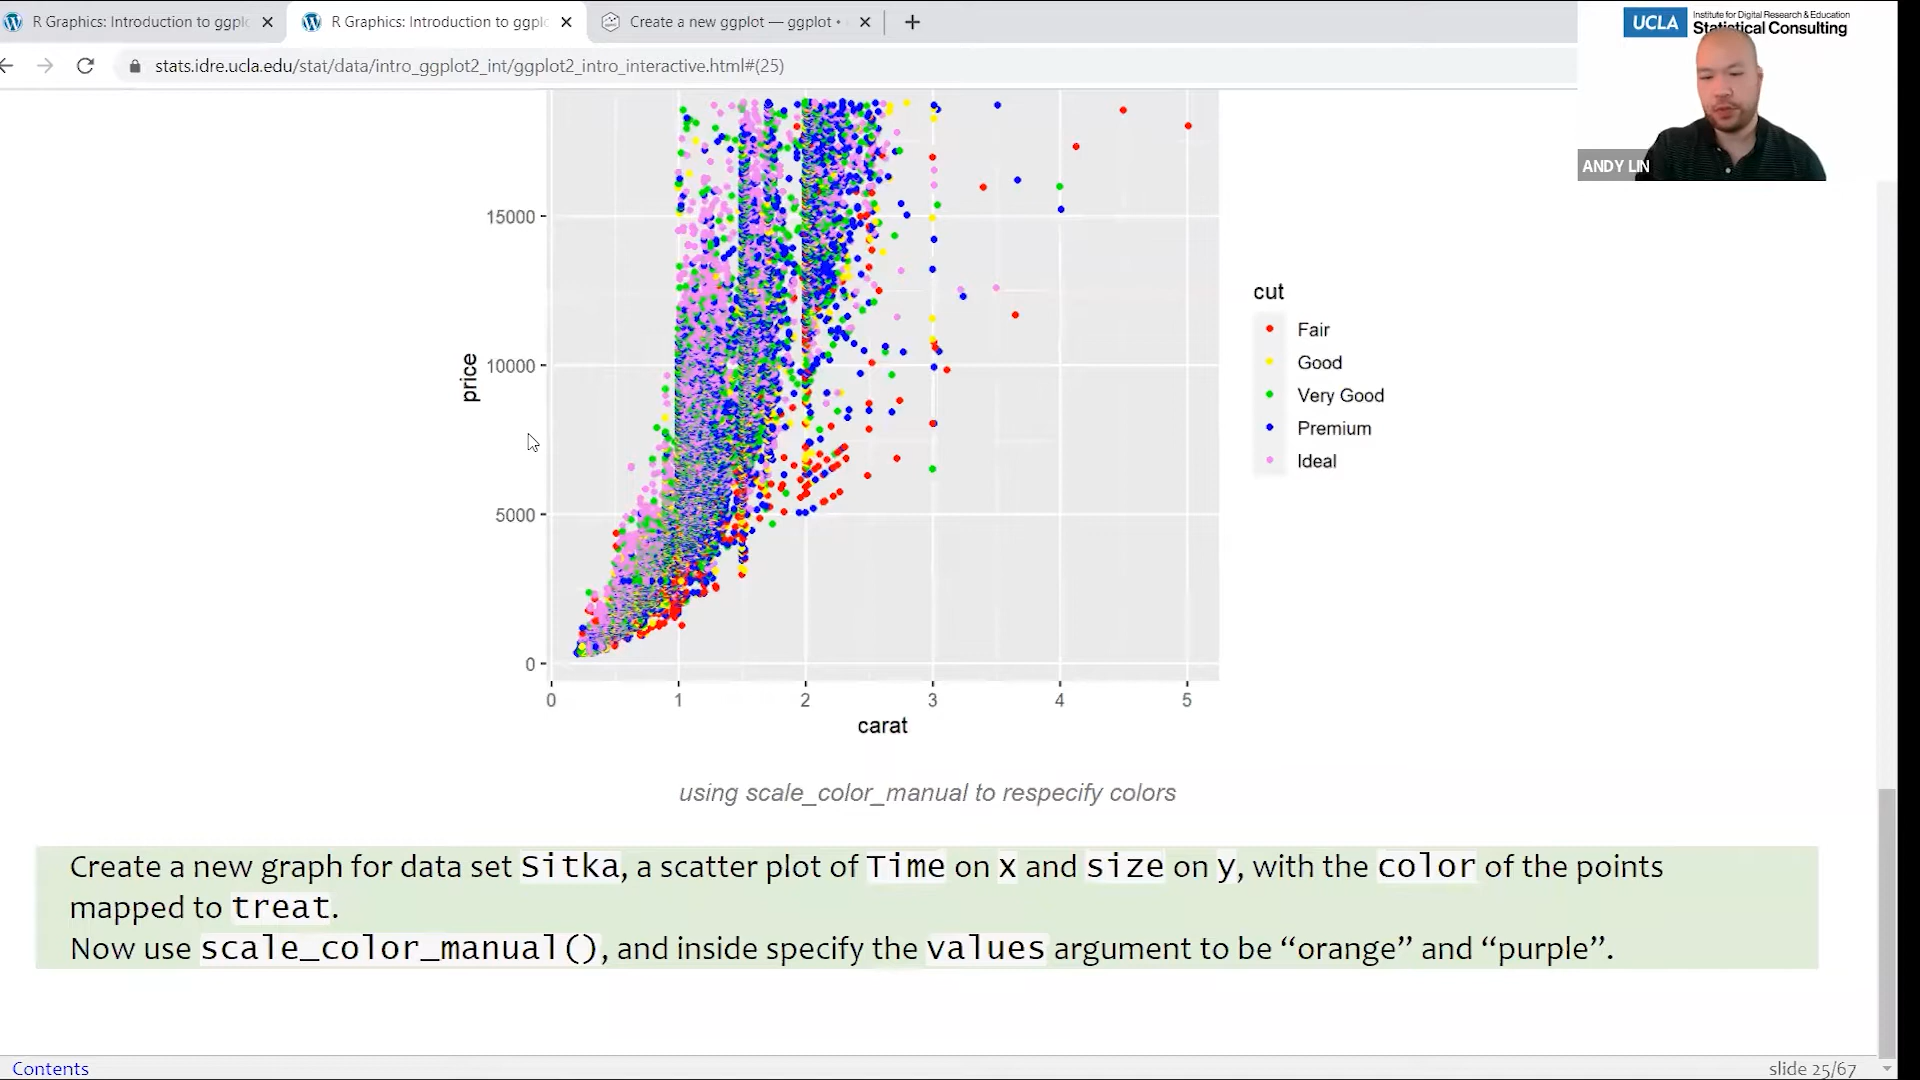 R Graphics: Introduction to ggplo
R Graphics: Introduction to ggplo
Create a new ggplot — ggplot •
stats.idre.ucla.edu/stat/data/intro_ggplot2_int/ggplot2_intro_interactive.html#(25)
UCLA
Institute for Digital Research & Education
Statistical Consulting
ANDY LIN
15000
10000
5000
0
price
0 1 2 3 4 5
carat
cut
Fair
Good
Very Good
Premium
Ideal
using scale_color_manual to respecify colors
Create a new graph for data set Sitka, a scatter plot of Time on x and size on y, with the color of the points
mapped to treat.
Now use scale_color_manual(), and inside specify the values argument to be “orange” and “purple”.
Contents
slide 25/67